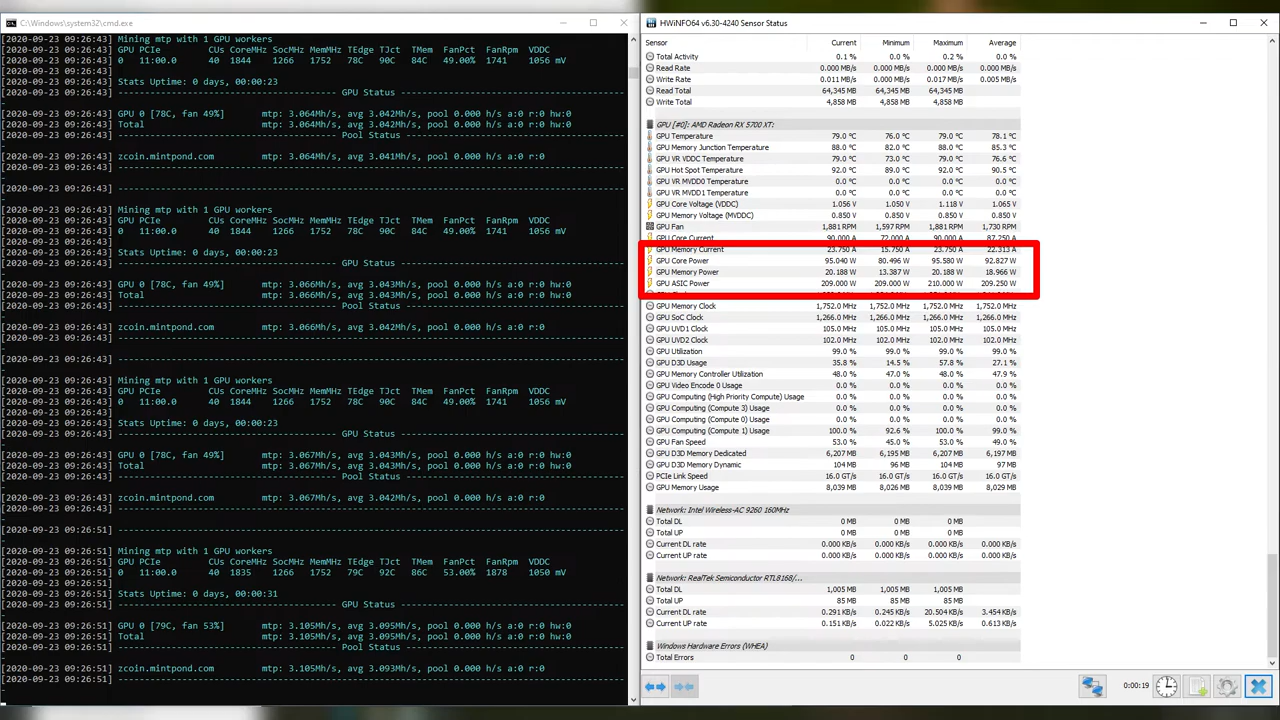 C:\Windows\system32\cmd.exe
[2020-09-23 09:26:43] Mining mtp with 1 GPU workers
[2020-09-23 09:26:43] GPU PCIe CUs CoreMHz SocMHz MemMHz TEdge TJct TMem FanPct FanRpm VDDC
[2020-09-23 09:26:43] 0 11:00.0 40 1844 1266 1752 78C 90C 84C 49.00% 1741 1056 mV
[2020-09-23 09:26:43]
[2020-09-23 09:26:43] Stats Uptime: 0 days, 00:00:23
[2020-09-23 09:26:43] ---------------------------------------- GPU Status ----------------------------------------
-
[2020-09-23 09:26:43] GPU 0 [78C, fan 49%] mtp: 3.064Mh/s, avg 3.042Mh/s, pool 0.000 h/s a:0 r:0 hw:0
[2020-09-23 09:26:43] Total mtp: 3.064Mh/s, avg 3.042Mh/s, pool 0.000 h/s a:0 r:0 hw:0
[2020-09-23 09:26:43] ---------------------------------------- Pool Status ----------------------------------------
-
[2020-09-23 09:26:43] zcoin.mintpond.com mtp: 3.064Mh/s, avg 3.041Mh/s, pool 0.000 h/s a:0 r:0
[2020-09-23 09:26:43] ----------------------------------------
-
[2020-09-23 09:26:43] ----------------------------------------
-
[2020-09-23 09:26:43] Mining mtp with 1 GPU workers
[2020-09-23 09:26:43] GPU PCIe CUs CoreMHz SocMHz MemMHz TEdge TJct TMem FanPct FanRpm VDDC
[2020-09-23 09:26:43] 0 11:00.0 40 1844 1266 1752 78C 90C 84C 49.00% 1741 1056 mV
[2020-09-23 09:26:43]
[2020-09-23 09:26:43] Stats Uptime: 0 days, 00:00:23
[2020-09-23 09:26:43] ---------------------------------------- GPU Status ----------------------------------------
-
[2020-09-23 09:26:43] GPU 0 [78C, fan 49%] mtp: 3.066Mh/s, avg 3.043Mh/s, pool 0.000 h/s a:0 r:0 hw:0
[2020-09-23 09:26:43] Total mtp: 3.066Mh/s, avg 3.043Mh/s, pool 0.000 h/s a:0 r:0 hw:0
[2020-09-23 09:26:43] ---------------------------------------- Pool Status ----------------------------------------
-
[2020-09-23 09:26:43] zcoin.mintpond.com mtp: 3.066Mh/s, avg 3.042Mh/s, pool 0.000 h/s a:0 r:0
[2020-09-23 09:26:43] ----------------------------------------
-
[2020-09-23 09:26:43] ----------------------------------------
-
[2020-09-23 09:26:43] Mining mtp with 1 GPU workers
[2020-09-23 09:26:43] GPU PCIe CUs CoreMHz SocMHz MemMHz TEdge TJct TMem FanPct FanRpm VDDC
[2020-09-23 09:26:43] 0 11:00.0 40 1844 1266 1752 78C 90C 84C 49.00% 1741 1056 mV
[2020-09-23 09:26:43]
[2020-09-23 09:26:43] Stats Uptime: 0 days, 00:00:23
[2020-09-23 09:26:43] ---------------------------------------- GPU Status ----------------------------------------
-
[2020-09-23 09:26:43] GPU 0 [78C, fan 49%] mtp: 3.067Mh/s, avg 3.043Mh/s, pool 0.000 h/s a:0 r:0 hw:0
[2020-09-23 09:26:43] Total mtp: 3.067Mh/s, avg 3.043Mh/s, pool 0.000 h/s a:0 r:0 hw:0
[2020-09-23 09:26:43] ---------------------------------------- Pool Status ----------------------------------------
-
[2020-09-23 09:26:43] zcoin.mintpond.com mtp: 3.067Mh/s, avg 3.042Mh/s, pool 0.000 h/s a:0 r:0
[2020-09-23 09:26:43] ----------------------------------------
-
[2020-09-23 09:26:51] ----------------------------------------
-
[2020-09-23 09:26:51] Mining mtp with 1 GPU workers
[2020-09-23 09:26:51] GPU PCIe CUs CoreMHz SocMHz MemMHz TEdge TJct TMem FanPct FanRpm VDDC
[2020-09-23 09:26:51] 0 11:00.0 40 1835 1266 1752 79C 92C 86C 53.00% 1878 1050 mV
[2020-09-23 09:26:51]
[2020-09-23 09:26:51] Stats Uptime: 0 days, 00:00:31
[2020-09-23 09:26:51] ---------------------------------------- GPU Status ----------------------------------------
-
[2020-09-23 09:26:51] GPU 0 [79C, fan 53%] mtp: 3.105Mh/s, avg 3.095Mh/s, pool 0.000 h/s a:0 r:0 hw:0
[2020-09-23 09:26:51] Total mtp: 3.105Mh/s, avg 3.095Mh/s, pool 0.000 h/s a:0 r:0 hw:0
[2020-09-23 09:26:51] ---------------------------------------- Pool Status ----------------------------------------
-
[2020-09-23 09:26:51] zcoin.mintpond.com mtp: 3.105Mh/s, avg 3.093Mh/s, pool 0.000 h/s a:0 r:0
[2020-09-23 09:26:51] ----------------------------------------
-
HWiNFO64 v6.30-4240 Sensor Status
Sensor Current Minimum Maximum Average
Total Activity 0.1 % 0.0 % 0.2 % 0.0 %
Read Rate 0.000 MB/s 0.000 MB/s 0.000 MB/s 0.000 MB/s
Write Rate 0.011 MB/s 0.000 MB/s 0.017 MB/s 0.005 MB/s
Read Total 64,345 MB 64,345 MB 64,345 MB
Write Total 4,858 MB 4,858 MB 4,858 MB
GPU [#0]: AMD Radeon RX 5700 XT:
GPU Temperature 79.0 °C 76.0 °C 79.0 °C 78.1 °C
GPU Memory Junction Temperature 88.0 °C 82.0 °C 88.0 °C 85.3 °C
GPU VR VDDC Temperature 79.0 °C 73.0 °C 79.0 °C 76.6 °C
GPU Hot Spot Temperature 92.0 °C 89.0 °C 92.0 °C 90.5 °C
GPU VR MVDD0 Temperature 0.0 °C 0.0 °C 0.0 °C 0.0 °C
GPU VR MVDD1 Temperature 0.0 °C 0.0 °C 0.0 °C 0.0 °C
GPU Core Voltage (VDDC) 1.056 V 1.050 V 1.118 V 1.065 V
GPU Memory Voltage (MVDDC) 0.850 V 0.850 V 0.850 V 0.850 V
GPU Fan 1,881 RPM 1,597 RPM 1,881 RPM 1,730 RPM
GPU Core Current 90.000 A 72.000 A 90.000 A 87.250 A
GPU Memory Current 23.750 A 15.750 A 23.750 A 22.313 A
GPU Core Power 95.040 W 80.496 W 95.580 W 92.827 W
GPU Memory Power 20.188 W 13.387 W 20.188 W 18.966 W
GPU ASIC Power 209.000 W 209.000 W 210.000 W 209.250 W
GPU Memory Clock 1,752.0 MHz 1,752.0 MHz 1,752.0 MHz 1,752.0 MHz
GPU SoC Clock 1,266.0 MHz 1,266.0 MHz 1,266.0 MHz 1,266.0 MHz
GPU UVD1 Clock 105.0 MHz 105.0 MHz 105.0 MHz 105.0 MHz
GPU UVD2 Clock 102.0 MHz 102.0 MHz 102.0 MHz 102.0 MHz
GPU Utilization 99.0 % 99.0 % 99.0 % 99.0 %
GPU D3D Usage 35.8 % 14.5 % 57.8 % 27.1 %
GPU Memory Controller Utilization 48.0 % 47.0 % 48.0 % 47.9 %
GPU Video Encode 0 Usage 0.0 % 0.0 % 0.0 % 0.0 %
GPU Computing (High Priority Compute) Usage 0.0 % 0.0 % 0.0 % 0.0 %
GPU Computing (Compute 3) Usage 0.0 % 0.0 % 0.0 % 0.0 %
GPU Computing (Compute 0) Usage 0.0 % 0.0 % 0.0 % 0.0 %
GPU Computing (Compute 1) Usage 100.0 % 92.6 % 100.0 % 99.0 %
GPU Fan Speed 53.0 % 45.0 % 53.0 % 49.0 %
GPU D3D Memory Dedicated 6,207 MB 6,195 MB 6,207 MB 6,197 MB
GPU D3D Memory Dynamic 104 MB 96 MB 104 MB 97 MB
PCIe Link Speed 16.0 GT/s 16.0 GT/s 16.0 GT/s 16.0 GT/s
GPU Memory Usage 8,039 MB 8,026 MB 8,039 MB 8,029 MB
Network: Intel Wireless-AC 9260 160MHz
Total DL 0 MB 0 MB 0 MB
Total UP 0 MB 0 MB 0 MB
Current DL rate 0.000 KB/s 0.000 KB/s 0.000 KB/s 0.000 KB/s
Current UP rate 0.000 KB/s 0.000 KB/s 0.000 KB/s 0.000 KB/s
Network: RealTek Semiconductor RTL8168/...
Total DL 1,005 MB 1,005 MB 1,005 MB
Total UP 85 MB 85 MB 85 MB
Current DL rate 0.291 KB/s 0.245 KB/s 20.504 KB/s 3.454 KB/s
Current UP rate 0.151 KB/s 0.022 KB/s 5.025 KB/s 0.613 KB/s
Windows Hardware Errors (WHEA)
Total Errors 0 0 0
0:00:19